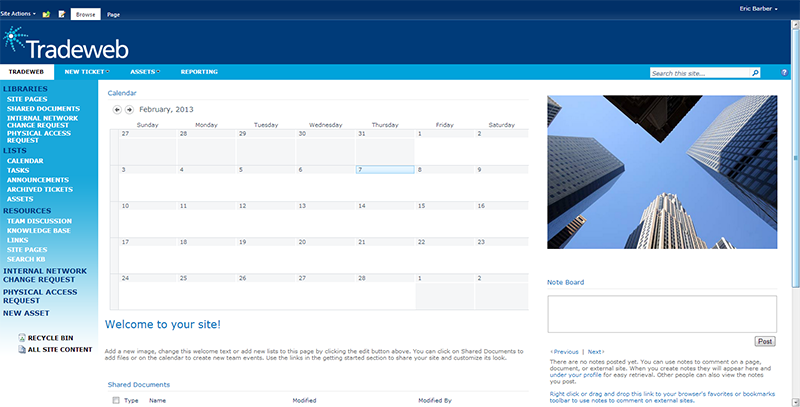 Site Actions Browse Page Eric Barber
Tradeweb
TRADEWEB NEW TICKET ASSETS REPORTING Search this site...
LIBRARIES
SITE PAGES
SHARED DOCUMENTS
INTERNAL NETWORK
CHANGE REQUEST
PHYSICAL ACCESS
REQUEST
LISTS
CALENDAR
TASKS
ANNOUNCEMENTS
ARCHIVED TICKETS
ASSETS
RESOURCES
TEAM DISCUSSION
KNOWLEDGE BASE
LINKS
SITE PAGES
SEARCH KB
INTERNAL NETWORK
CHANGE REQUEST
PHYSICAL ACCESS
REQUEST
NEW ASSET
RECYCLE BIN
ALL SITE CONTENT
Calendar
February, 2013
Sunday Monday Tuesday Wednesday Thursday Friday Saturday
27 28 29 30 31 1 2
3 4 5 6 7 8 9
10 11 12 13 14 15 16
17 18 19 20 21 22 23
24 25 26 27 28 1 2
Welcome to your site!
Add a new image, change this welcome text or add new lists to this page by clicking the edit button above. You can click on Shared Documents to
add files or on the calendar to create new team events. Use the links in the getting started section to share your site and customize its look.
Shared Documents
Type Name Modified Modified By
Note Board
Post
‹Previous | Next›
There are no notes posted yet. You can use notes to comment on a page,
document, or external site. When you create notes they will appear here and
under your profile for easy retrieval. Other people can also view the notes
you post.
Right click or drag and drop this link to your browser's favorites or bookmarks
toolbar to use notes to comment on external sites.